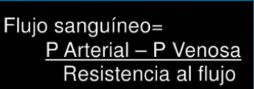 Flujo sanguíneo=
P Arterial – P Venosa
Resistencia al flujo